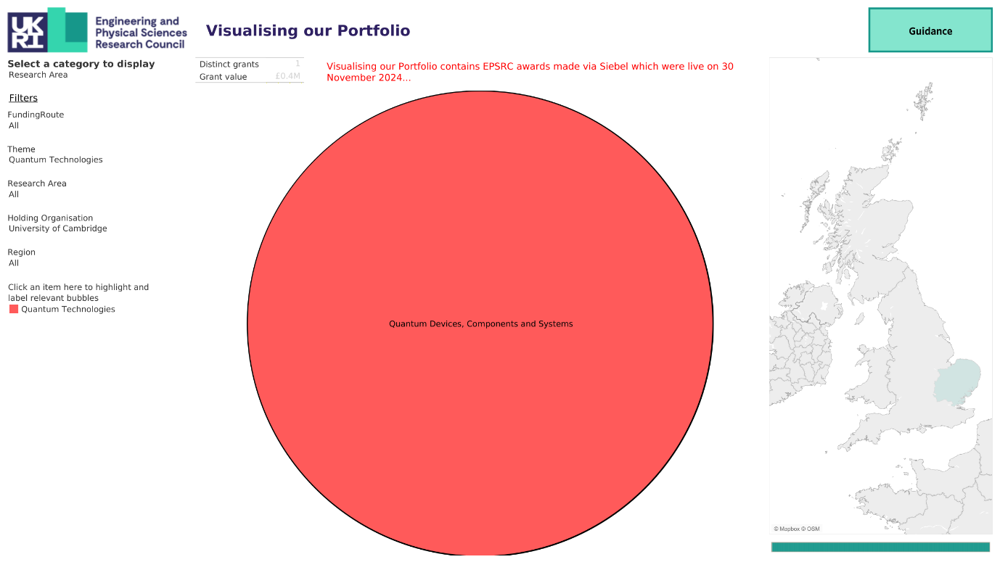 UK
RI
Engineering and
Physical Sciences
Research Council
Visualising our Portfolio
Guidance
Select a category to display
Research Area
Distinct grants 1
Grant value £0.4M
Visualising our Portfolio contains EPSRC awards made via Siebel which were live on 30
November 2024...
Filters
FundingRoute
All
Theme
Quantum Technologies
Research Area
All
Holding Organisation
University of Cambridge
Region
All
Click an item here to highlight and
label relevant bubbles
Quantum Technologies
Quantum Devices, Components and Systems
© Mapbox © OSM